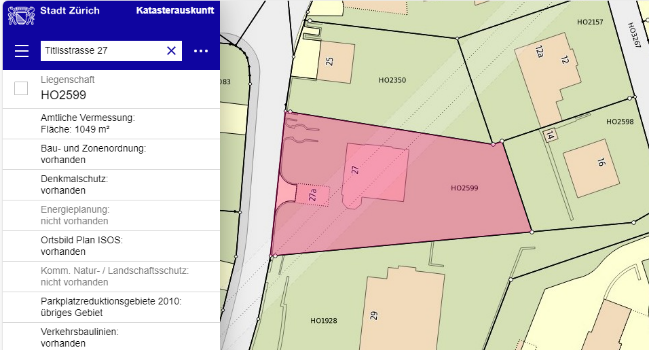 Stadt Zürich
Katasterauskunft
Titlisstrasse 27
Liegenschaft
HO2599
Amtliche Vermessung:
Fläche: 1049 m²
Bau- und Zonenordnung:
vorhanden
Denkmalschutz:
vorhanden
Energieplanung:
nicht vorhanden
Ortsbild Plan ISOS:
vorhanden
Komm. Natur- / Landschaftsschutz:
nicht vorhanden
Parkplatzreduktionsgebiete 2010:
übriges Gebiet
Verkehrsbaulinien:
vorhanden
HO2157
HO3267
12a
12
25
083
HO2350
HO2598
14
16
27
HO2599
27a
HO1928
29